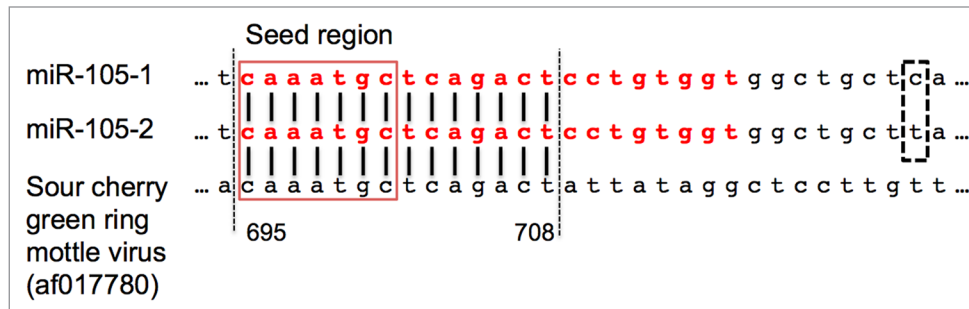 Seed region
miR-105-1 … t c a a a t g c t c a g a c t c c t g t g g t g g c t g c t c a …
miR-105-2 … t c a a a t g c t c a g a c t c c t g t g g t g g c t g c t t a …
Sour cherry … a c a a a t g c t c a g a c t a t t a t a g g c t c c t t g t t …
green ring
695 708
mottle virus
(af017780)